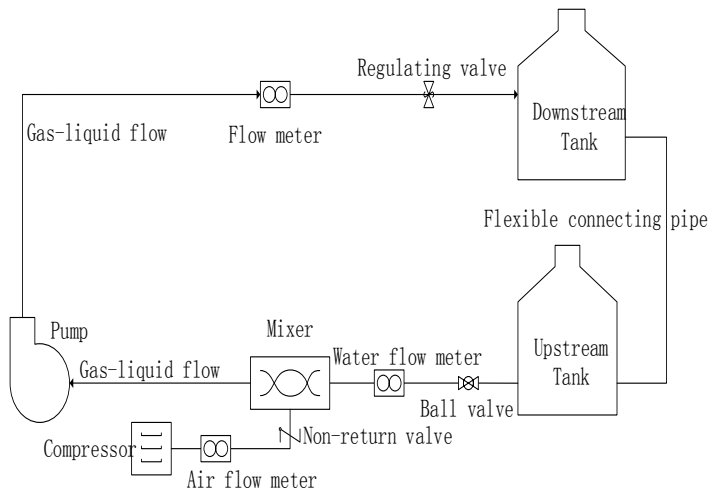 Regulating valve
Gas-liquid flow
Flow meter
Downstream
Tank
Flexible connecting pipe
Pump
Mixer
Water flow meter
Upstream
Tank
Gas-liquid flow
Ball valve
Compressor
Non-return valve
Air flow meter